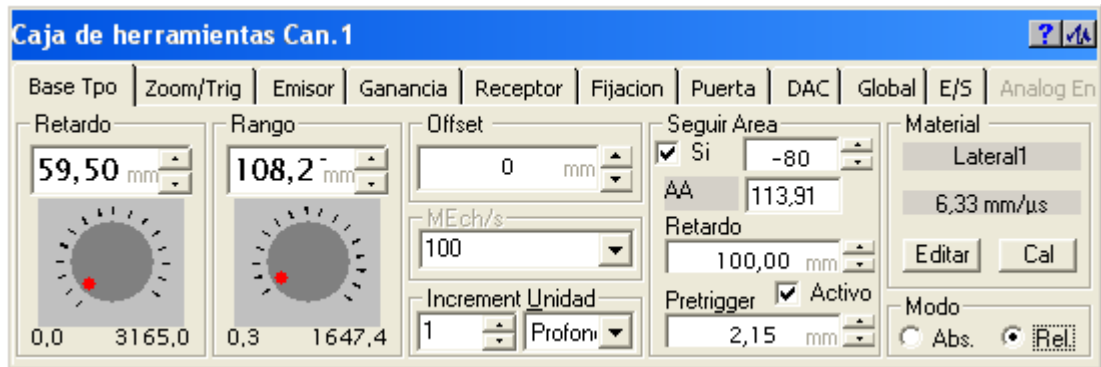 Caja de herramientas Can.1
Base Tpo Zoom/Trig Emisor Ganancia Receptor Fijacion Puerta DAC Global E/S Analog En
Retardo
59,50 mm
0,0 3165,0
Rango
108,2 mm
0,3 1647,4
Offset
0 mm
MEch/s
100
Increment Unidad
1 Profon
Seguir Area
Si -80
AA 113,91
Retardo
100,00 mm
Pretrigger Activo
2,15 mm
Material
Lateral1
6,33 mm/µs
Editar Cal
Modo
Abs. Rel.